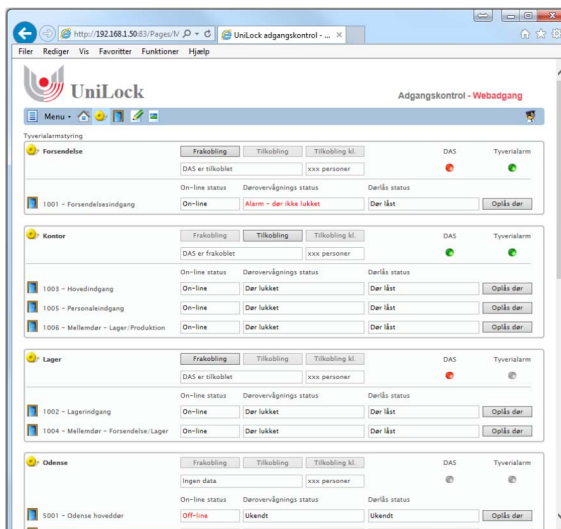 http://192.168.1.50:83/Pages/M
UniLock adgangskontrol - ...
Filer Rediger Vis Favoritter Funktioner Hjælp
UniLock
Adgangskontrol - Webadgang
Menu
Tyverialarmstyring
Forsendelse Frakobling Tilkobling Tilkobling kl. DAS Tyverialarm
DAS er tilkoblet xxx personer
On-line status Dørovervågnings status Dørlås status
1001 - Forsendelsesindgang On-line Alarm - dør ikke lukket Dør låst Oplås dør
Kontor Frakobling Tilkobling Tilkobling kl. DAS Tyverialarm
DAS er frakoblet xxx personer
On-line status Dørovervågnings status Dørlås status
1003 - Hovedindgang On-line Dør lukket Dør låst Oplås dør
1005 - Personaleindgang On-line Dør lukket Dør låst Oplås dør
1006 - Mellemdør - Lager/Produktion On-line Dør lukket Dør låst Oplås dør
Lager Frakobling Tilkobling Tilkobling kl. DAS Tyverialarm
DAS er tilkoblet xxx personer
On-line status Dørovervågnings status Dørlås status
1002 - Lagerindgang On-line Dør lukket Dør låst Oplås dør
1004 - Mellemdør - Forsendelse/Lager On-line Dør lukket Dør låst Oplås dør
Odense Frakobling Tilkobling Tilkobling kl. DAS Tyverialarm
Ingen data xxx personer
On-line status Dørovervågnings status Dørlås status
5001 - Odense hoveddør Off-line Ukendt Ukendt Oplås dør